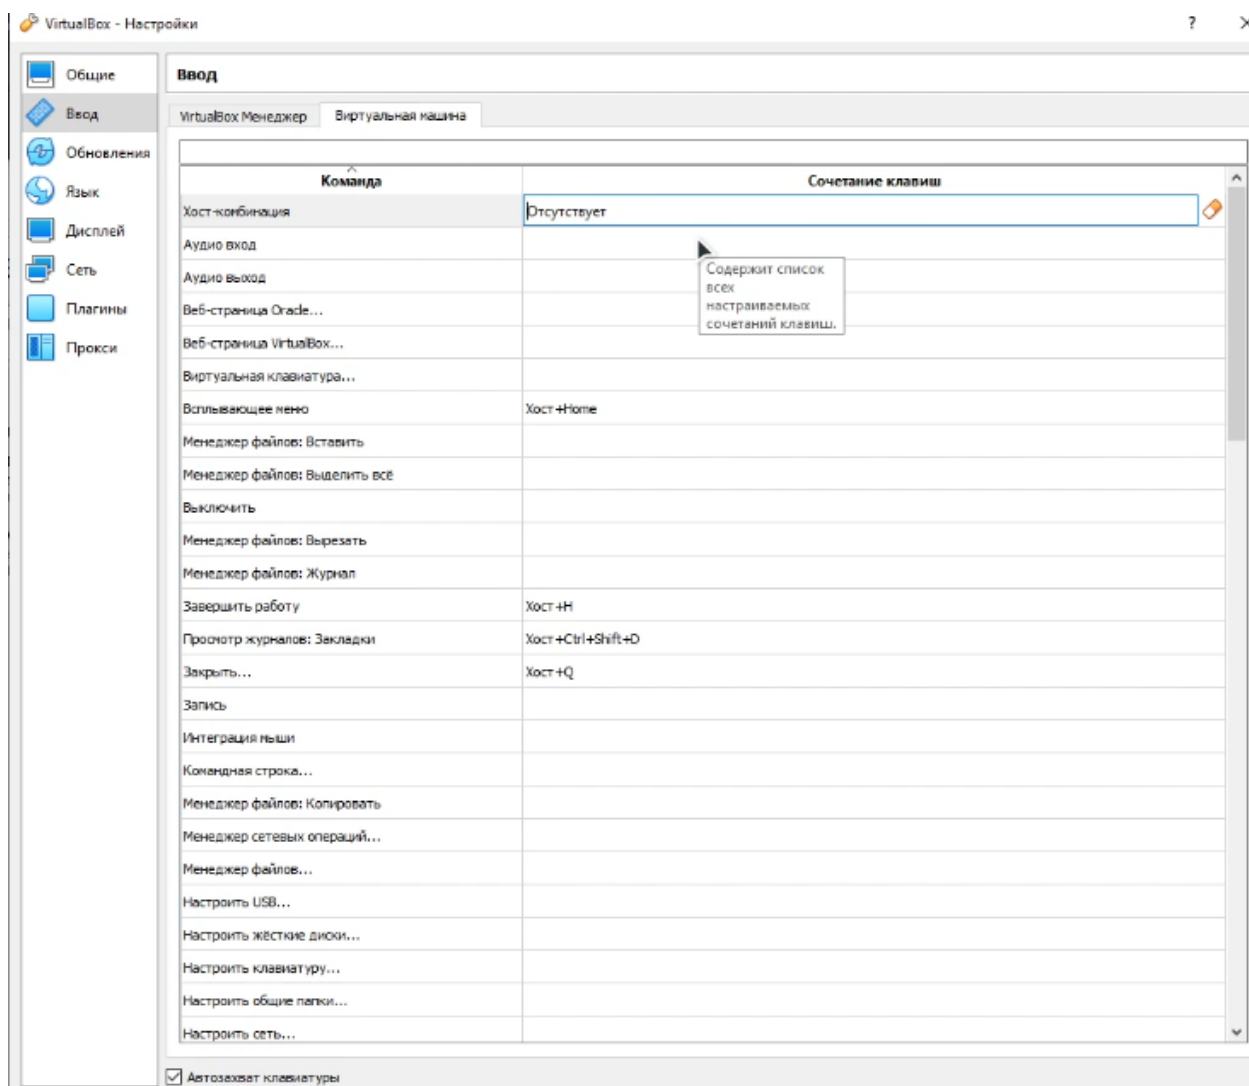 VirtualBox - Настройки
?
Общие
Ввод
Обновления
Язык
Дисплей
Сеть
Плагины
Прокси
Ввод
VirtualBox Менеджер Виртуальная машина
Команда Сочетание клавиш
Хост-комбинация Отсутствует
Аудио вход
Аудио выход
Содержит список
всех
настраиваемых
сочетаний клавиш.
Веб-страница Oracle...
Веб-страница VirtualBox...
Виртуальная клавиатура...
Всплывающее меню Хост+Home
Менеджер файлов: Вставить
Менеджер файлов: Выделить всё
Выключить
Менеджер файлов: Вырезать
Менеджер файлов: Журнал
Завершить работу Хост+H
Просмотр журналов: Закладки Хост+Ctrl+Shift+D
Закрыть... Хост+Q
Запись
Интеграция мыши
Командная строка...
Менеджер файлов: Копировать
Менеджер сетевых операций...
Менеджер файлов...
Настроить USB...
Настроить жёсткие диски...
Настроить клавиатуру...
Настроить общие папки...
Настроить сеть...
Автозахват клавиатуры